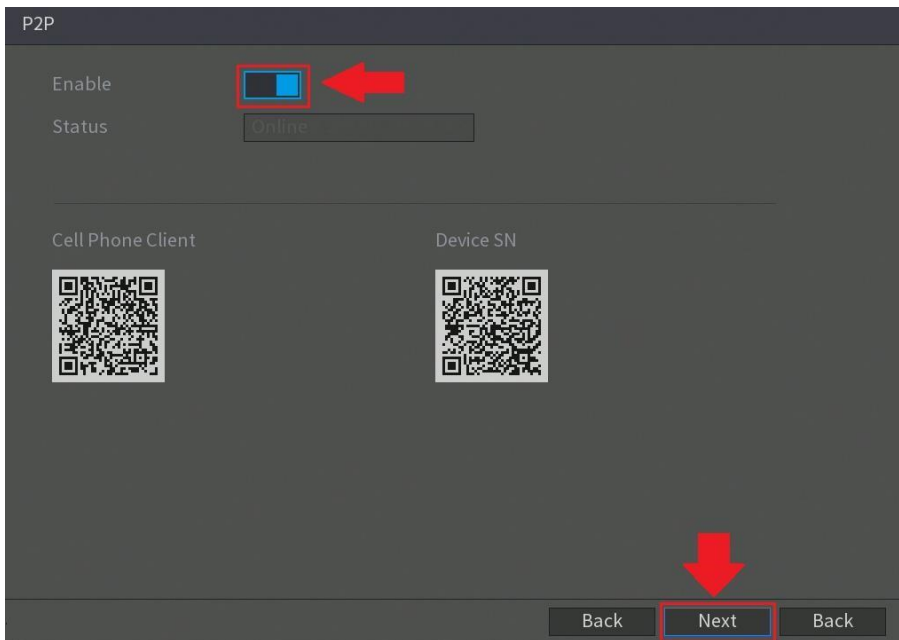 P2P
Enable
Status
Online
Cell Phone Client
Device SN
Back
Next
Back